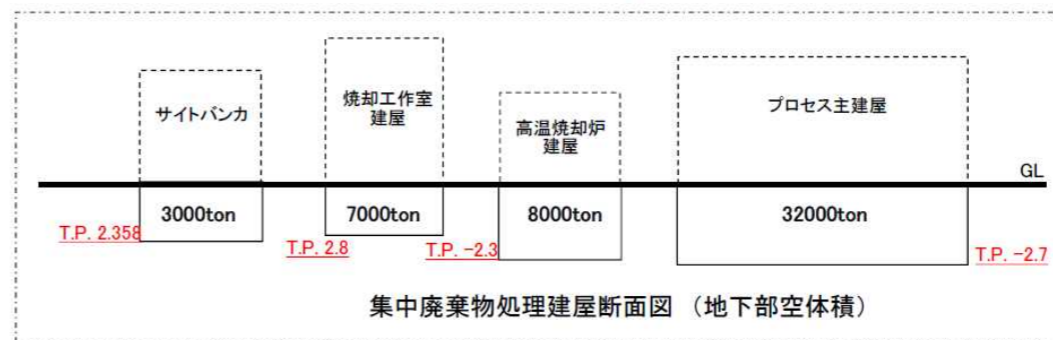 サイトバンカ
焼却工作室
建屋
高温焼却炉
建屋
プロセス主建屋
GL
3000ton
7000ton
8000ton
32000ton
T.P. 2.358
T.P. 2.8
T.P. -2.3
T.P. -2.7
集中廃棄物処理建屋断面図 （地下部空体積）